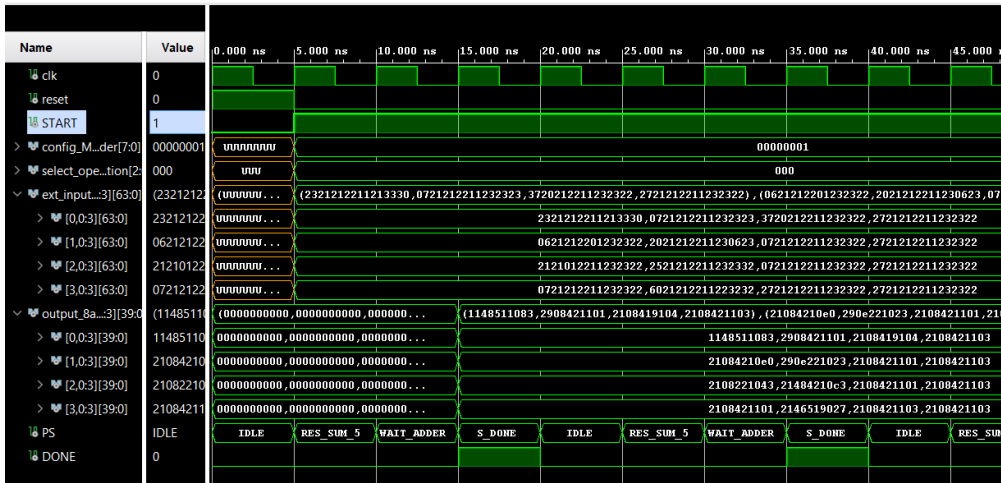 Name Value 0.000 ns 5.000 ns 10.000 ns 15.000 ns 20.000 ns 25.000 ns 30.000 ns 35.000 ns 40.000 ns 45.000
clk 0
reset 0
START 1
config_M...der[7:0] 00000001 UUUUUUUU 00000001
select_ope...tion[2: 000 UUU 000
ext_input...:3][63:0] (23212122 (UUUUUU... (2321212211213330,0721212211232323,3720212211232322,2721212211232322),(0621212201232322,2021212211230623,07
[0,0:3][63:0] 23212122 UUUUUUU... 2321212211213330,0721212211232323,3720212211232322,2721212211232322
[1,0:3][63:0] 06212122 UUUUUUU... 0621212201232322,2021212211230623,0721212211232322,2721212211232322
[2,0:3][63:0] 21210122 UUUUUUU... 2121012211232322,2521212211232332,0721212211232322,2721212211232322
[3,0:3][63:0] 07212122 UUUUUUU... 0721212211232322,6021212211223232,2721212211232322,2721212211232322
output_8a...:3][39:0 (11485110 (0000000000,0000000000,000000... (1148511083,2908421101,2108419104,2108421103),(21084210e0,290e221023,2108421101,21
[0,0:3][39:0] 11485110 0000000000,0000000000,0000000... 1148511083,2908421101,2108419104,2108421103
[1,0:3][39:0] 21084210 0000000000,0000000000,0000000... 21084210e0,290e221023,2108421101,2108421103
[2,0:3][39:0] 21082210 0000000000,0000000000,0000000... 2108221043,21484210c3,2108421101,2108421103
[3,0:3][39:0] 21084211 0000000000,0000000000,0000000... 2108421101,2146519027,2108421103,2108421103
PS IDLE IDLE RES_SUM_5 WAIT_ADDER S_DONE IDLE RES_SUM_5 WAIT_ADDER S_DONE IDLE RES_SUM
DONE 0